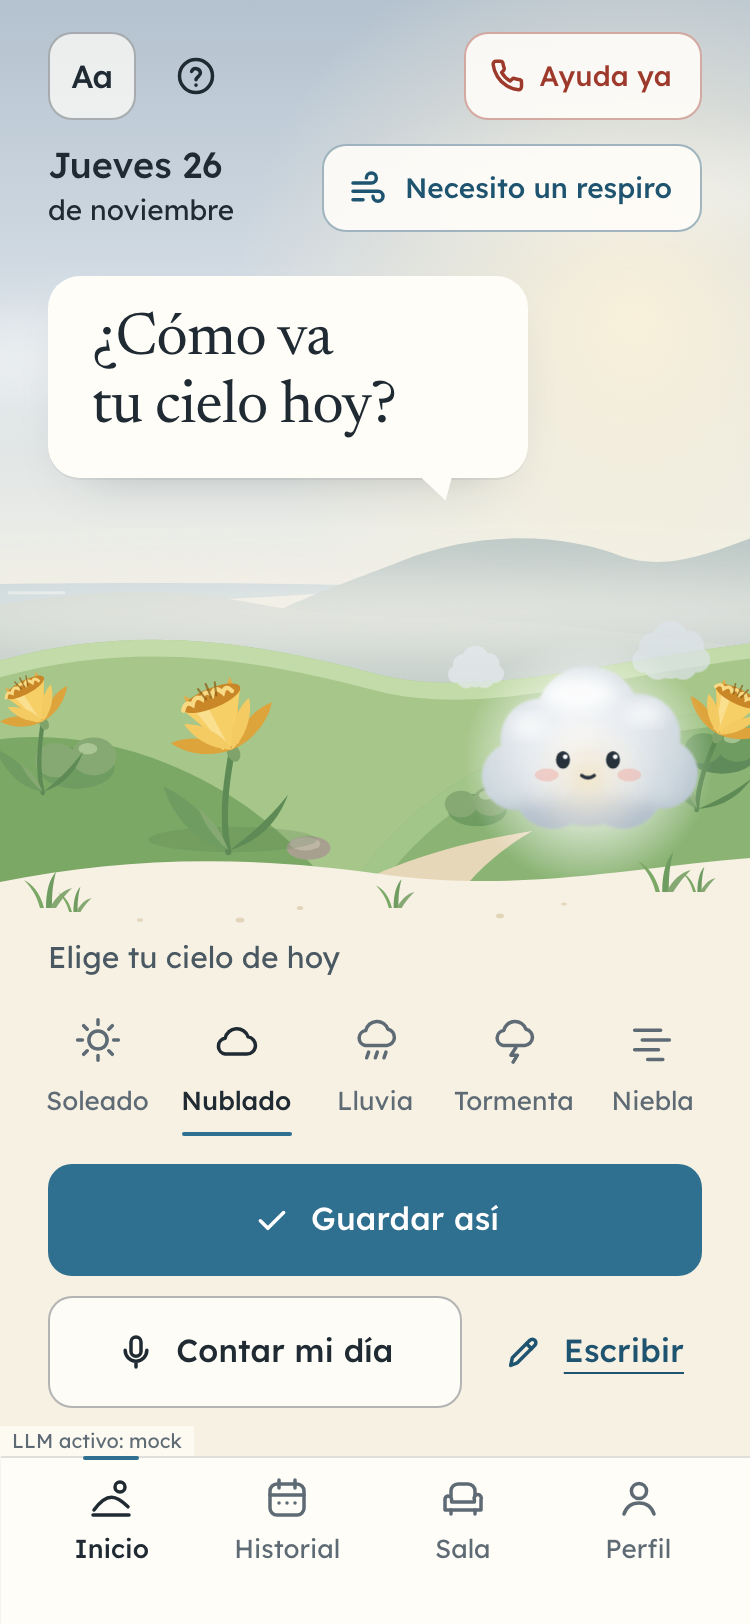 Aa
Ayuda ya
Jueves 26
de noviembre
Necesito un respiro
¿Cómo va
tu cielo hoy?
Elige tu cielo de hoy
Soleado
Nublado
Lluvia
Tormenta
Niebla
Guardar así
Contar mi día
Escribir
LLM activo: mock
Inicio
Historial
Sala
Perfil